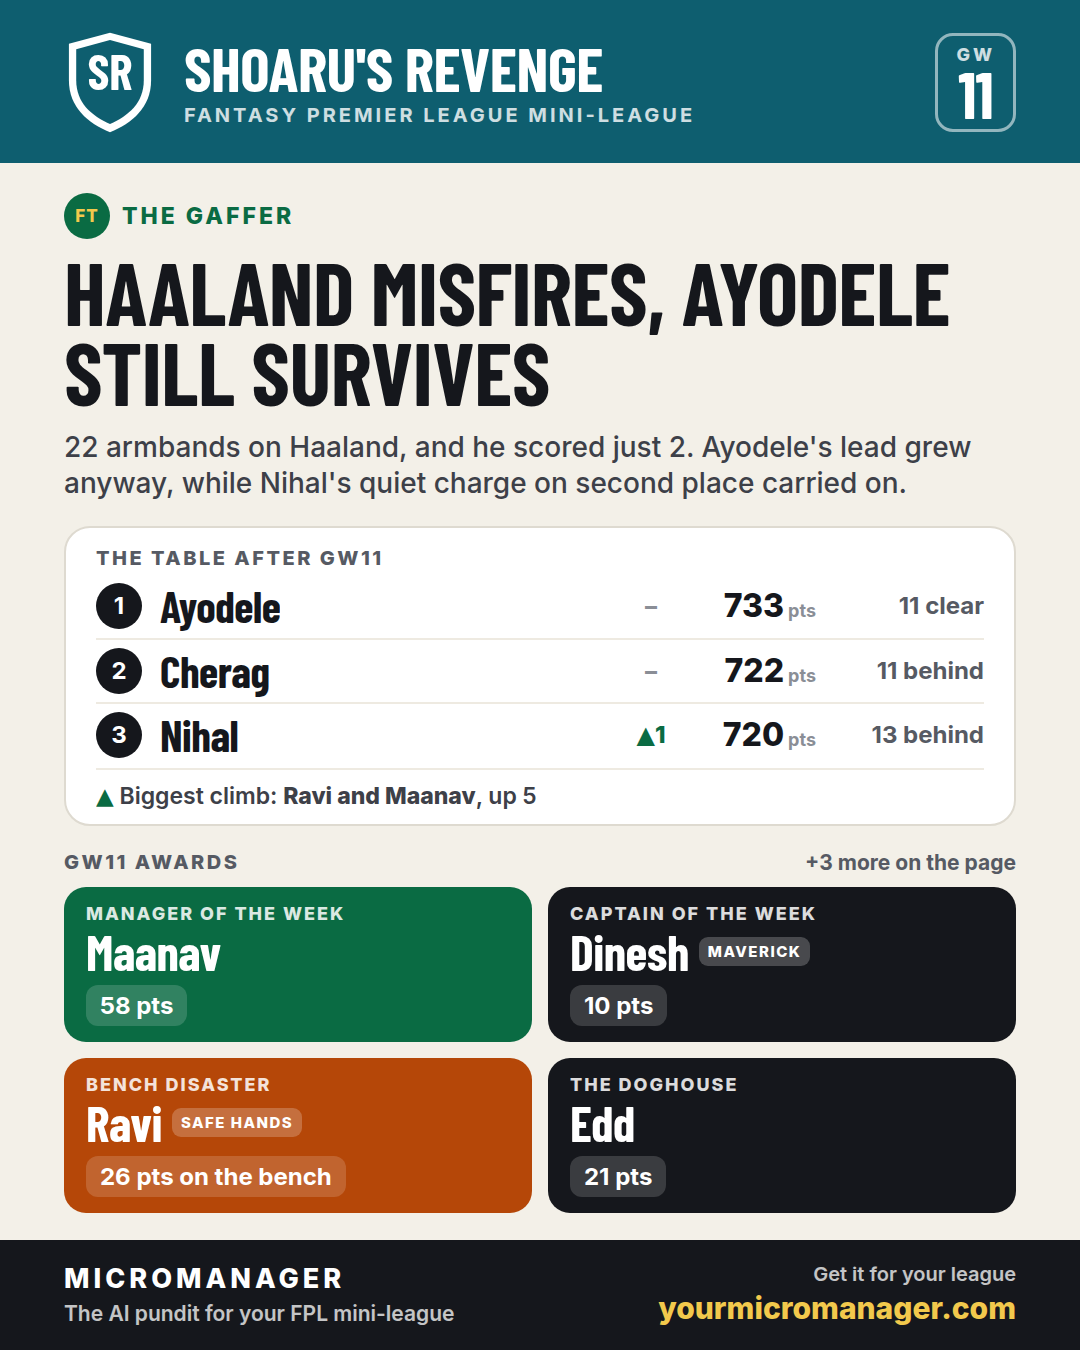 SR
SHOARU'S REVENGE
FANTASY PREMIER LEAGUE MINI-LEAGUE
GW
11
FT
THE GAFFER
HAALAND MISFIRES, AYODELE
STILL SURVIVES
22 armbands on Haaland, and he scored just 2. Ayodele's lead grew
anyway, while Nihal's quiet charge on second place carried on.
THE TABLE AFTER GW11
1 Ayodele – 733 pts 11 clear
2 Cherag – 722 pts 11 behind
3 Nihal ▲1 720 pts 13 behind
▲ Biggest climb: Ravi and Maanav, up 5
GW11 AWARDS
+3 more on the page
MANAGER OF THE WEEK
Maanav
58 pts
CAPTAIN OF THE WEEK
Dinesh MAVERICK
10 pts
BENCH DISASTER
Ravi SAFE HANDS
26 pts on the bench
THE DOGHOUSE
Edd
21 pts
MICROMANAGER
The AI pundit for your FPL mini-league
Get it for your league
yourmicromanager.com